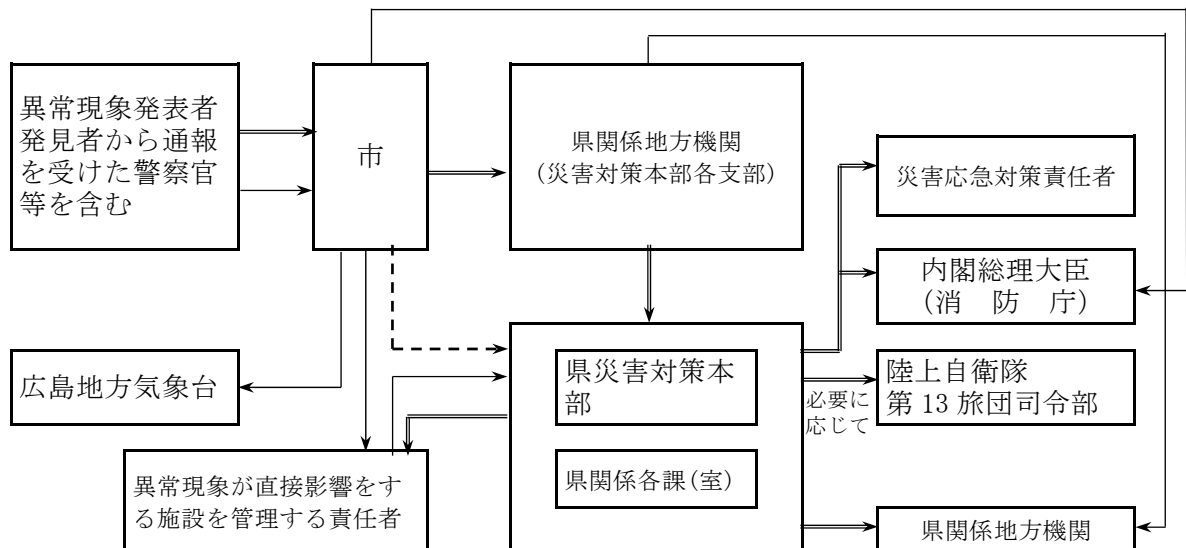 異常現象発表者
発見者から通報
を受けた警察官
等を含む
市
県関係地方機関
(災害対策本部各支部)
災害応急対策責任者
内閣総理大臣
(消 防 庁)
広島地方気象台
県災害対策本
部
必要に
応じて
陸上自衛隊
第 13 旅団司令部
異常現象が直接影響をす
る施設を管理する責任者
県関係各課(室)
県関係地方機関